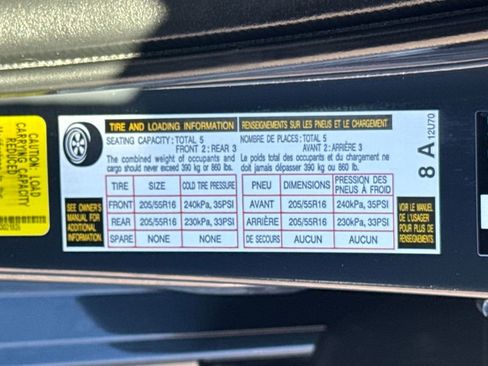 CAUTION: LOAD
CARRYING CAPACITY
REDUCED
TIRE AND LOADING INFORMATION
SEATING CAPACITY: TOTAL 5
FRONT 2 : REAR 3
The combined weight of occupants and
cargo should never exceed 390 kg or 860 lbs.
RENSEIGNEMENTS SUR LES PNEUS ET LE CHARGEMENT
NOMBRE DE PLACES : TOTAL 5
AVANT 2 : ARRIÈRE 3
Le poids total des occupants et du chargement ne
doit jamais dépasser 390 kg ou 860 lb.
SEE OWNER'S
MANUAL FOR
ADDITIONAL
INFORMATION
TIRE SIZE COLD TIRE PRESSURE
FRONT 205/55R16 240kPa, 35PSI
REAR 205/55R16 230kPa, 33PSI
SPARE NONE NONE
PNEU DIMENSIONS PRESSION DES PNEUS À FROID
AVANT 205/55R16 240kPa, 35PSI
ARRIÈRE 205/55R16 230kPa, 33PSI
DE SECOURS AUCUN AUCUN
VOIR LE MANUEL
DE L'USAGER
POUR PLUS DE
RENSEIGNEMENTS
8 A 12U70